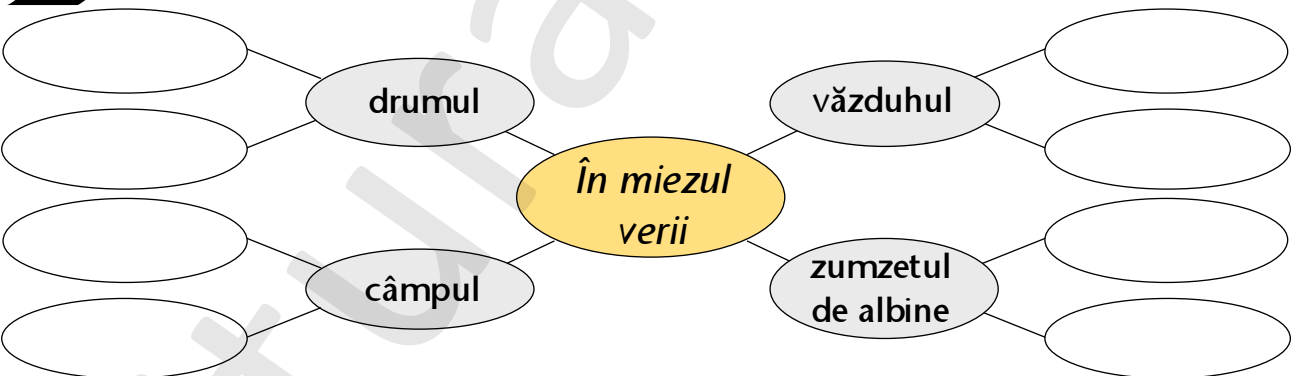 drumul
văzduhul
În miezul
verii
câmpul
zumzetul
de albine